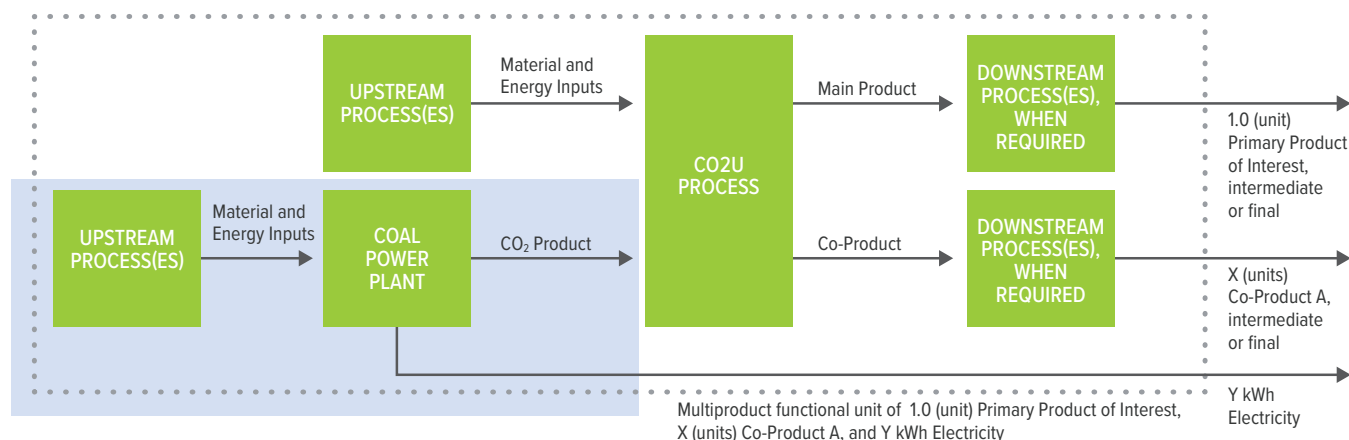 UPSTREAM
PROCESS(ES)
Material and
Energy Inputs
CO2U
PROCESS
Main Product
DOWNSTREAM
PROCESS(ES),
WHEN
REQUIRED
1.0 (unit)
Primary Product
of Interest,
intermediate
or final
UPSTREAM
PROCESS(ES)
Material and
Energy Inputs
COAL
POWER
PLANT
CO₂ Product
Co-Product
DOWNSTREAM
PROCESS(ES),
WHEN
REQUIRED
X (units)
Co-Product A,
intermediate
or final
Y kWh
Electricity
Multiproduct functional unit of 1.0 (unit) Primary Product of Interest,
X (units) Co-Product A, and Y kWh Electricity